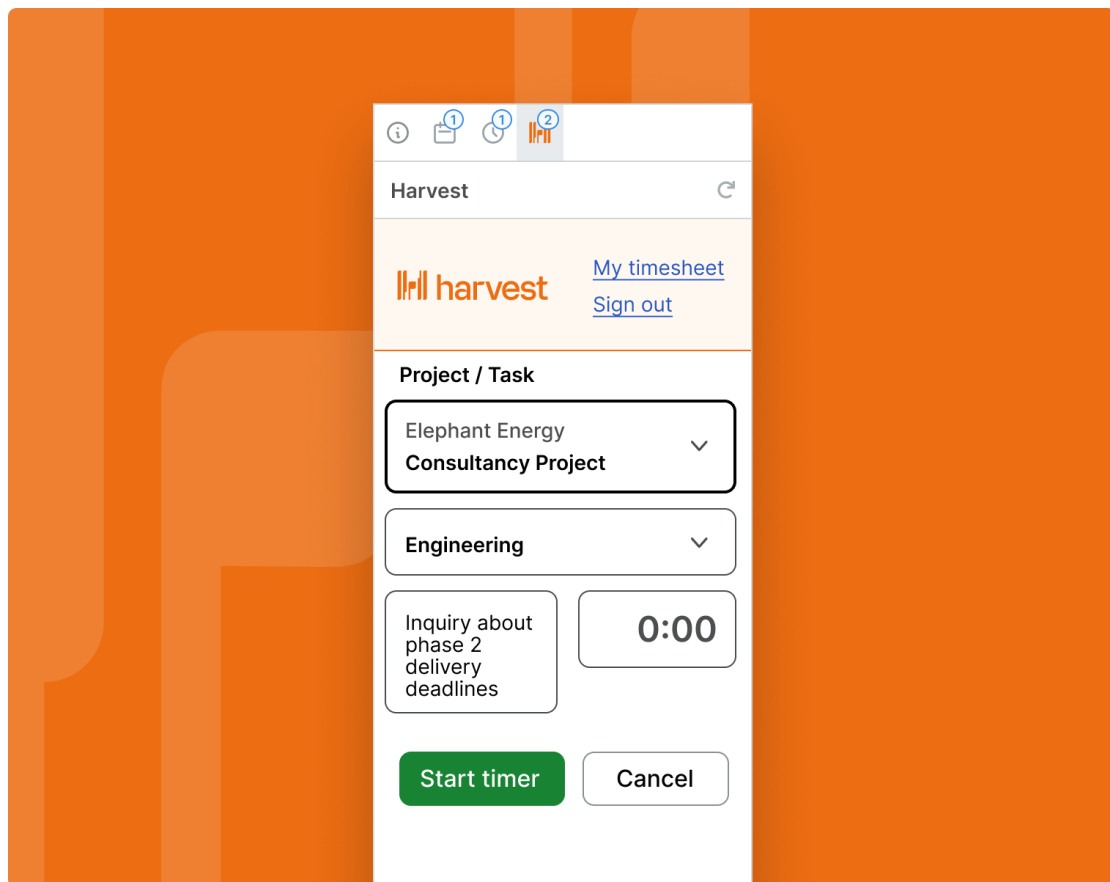 1
1
2
Harvest
harvest
My timesheet
Sign out
Project / Task
Elephant Energy
Consultancy Project
Engineering
Inquiry about
phase 2
delivery
deadlines
0:00
Start timer
Cancel